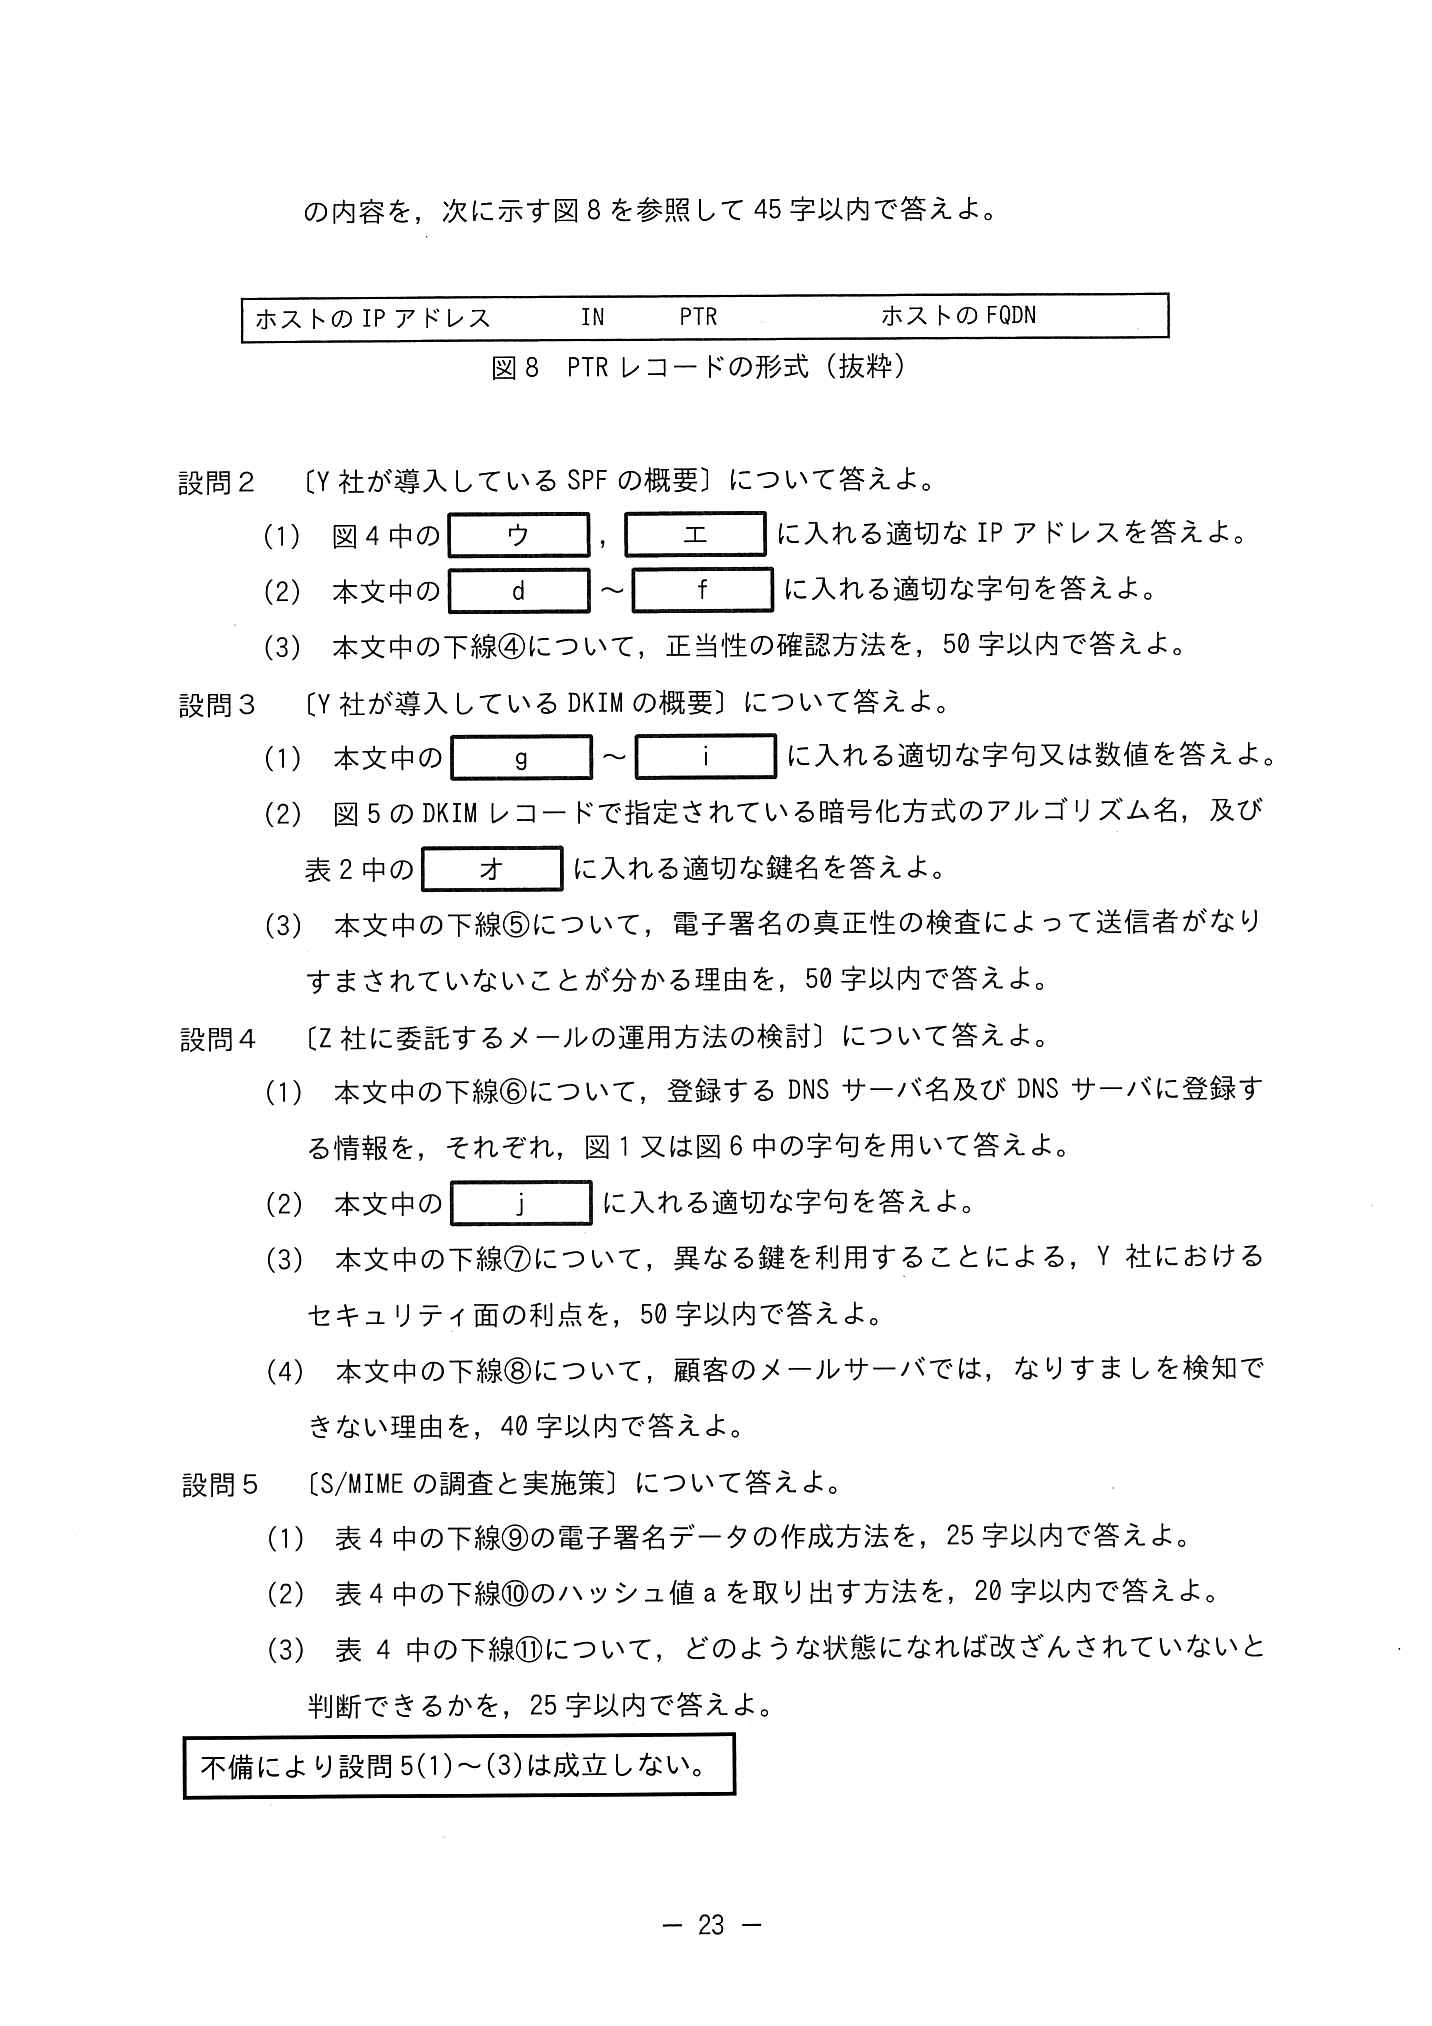 の内容を，次に示す図8を参照して45字以内で答えよ。
ホストのIPアドレス IN PTR ホストのFQDN
図8 PTRレコードの形式（抜粋）
設問2 〔Y社が導入しているSPFの概要〕について答えよ。
(1) 図4中の ウ ， エ に入れる適切なIPアドレスを答えよ。
(2) 本文中の d ～ f に入れる適切な字句を答えよ。
(3) 本文中の下線④について，正当性の確認方法を，50字以内で答えよ。
設問3 〔Y社が導入しているDKIMの概要〕について答えよ。
(1) 本文中の g ～ i に入れる適切な字句又は数値を答えよ。
(2) 図5のDKIMレコードで指定されている暗号化方式のアルゴリズム名，及び
表2中の オ に入れる適切な鍵名を答えよ。
(3) 本文中の下線⑤について，電子署名の真正性の検査によって送信者がなり
すまされていないことが分かる理由を，50字以内で答えよ。
設問4 〔Z社に委託するメールの運用方法の検討〕について答えよ。
(1) 本文中の下線⑥について，登録するDNSサーバ名及びDNSサーバに登録す
る情報を，それぞれ，図1又は図6中の字句を用いて答えよ。
(2) 本文中の j に入れる適切な字句を答えよ。
(3) 本文中の下線⑦について，異なる鍵を利用することによる，Y社における
セキュリティ面の利点を，50字以内で答えよ。
(4) 本文中の下線⑧について，顧客のメールサーバでは，なりすましを検知で
きない理由を，40字以内で答えよ。
設問5 〔S/MIMEの調査と実施策〕について答えよ。
(1) 表4中の下線⑨の電子署名データの作成方法を，25字以内で答えよ。
(2) 表4中の下線⑩のハッシュ値aを取り出す方法を，20字以内で答えよ。
(3) 表4中の下線⑪について，どのような状態になれば改ざんされていないと
判断できるかを，25字以内で答えよ。
不備により設問5(1)～(3)は成立しない。
－ 23 －